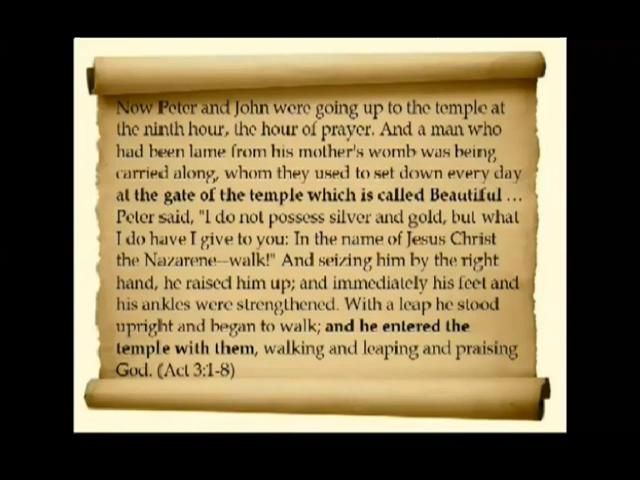 Now Peter and John were going up to the temple at
the ninth hour, the hour of prayer. And a man who
had been lame from his mother's womb was being
carried along, whom they used to set down every day
at the gate of the temple which is called Beautiful …
Peter said, "I do not possess silver and gold, but what
I do have I give to you: In the name of Jesus Christ
the Nazarene–walk!" And seizing him by the right
hand, he raised him up; and immediately his feet and
his ankles were strengthened. With a leap he stood
upright and began to walk; and he entered the
temple with them, walking and leaping and praising
God. (Act 3:1-8)